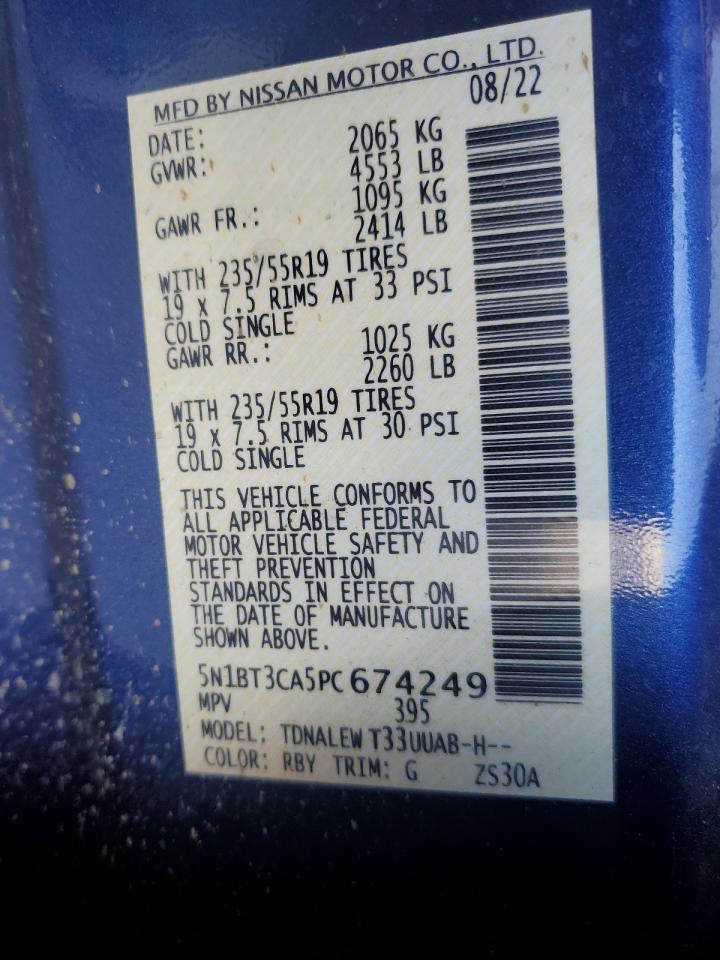 MFD BY NISSAN MOTOR CO., LTD.
DATE: 08/22
GVWR: 2065 KG
4553 LB
GAWR FR.: 1095 KG
2414 LB
WITH 235/55R19 TIRES
19 x 7.5 RIMS AT 33 PSI
COLD SINGLE
GAWR RR.: 1025 KG
2260 LB
WITH 235/55R19 TIRES
19 x 7.5 RIMS AT 30 PSI
COLD SINGLE
THIS VEHICLE CONFORMS TO
ALL APPLICABLE FEDERAL
MOTOR VEHICLE SAFETY AND
THEFT PREVENTION
STANDARDS IN EFFECT ON
THE DATE OF MANUFACTURE
SHOWN ABOVE.
5N1BT3CA5PC674249
MPV 395
MODEL: TDNALEW T33UUAB-H--
COLOR: RBY TRIM: G ZS30A